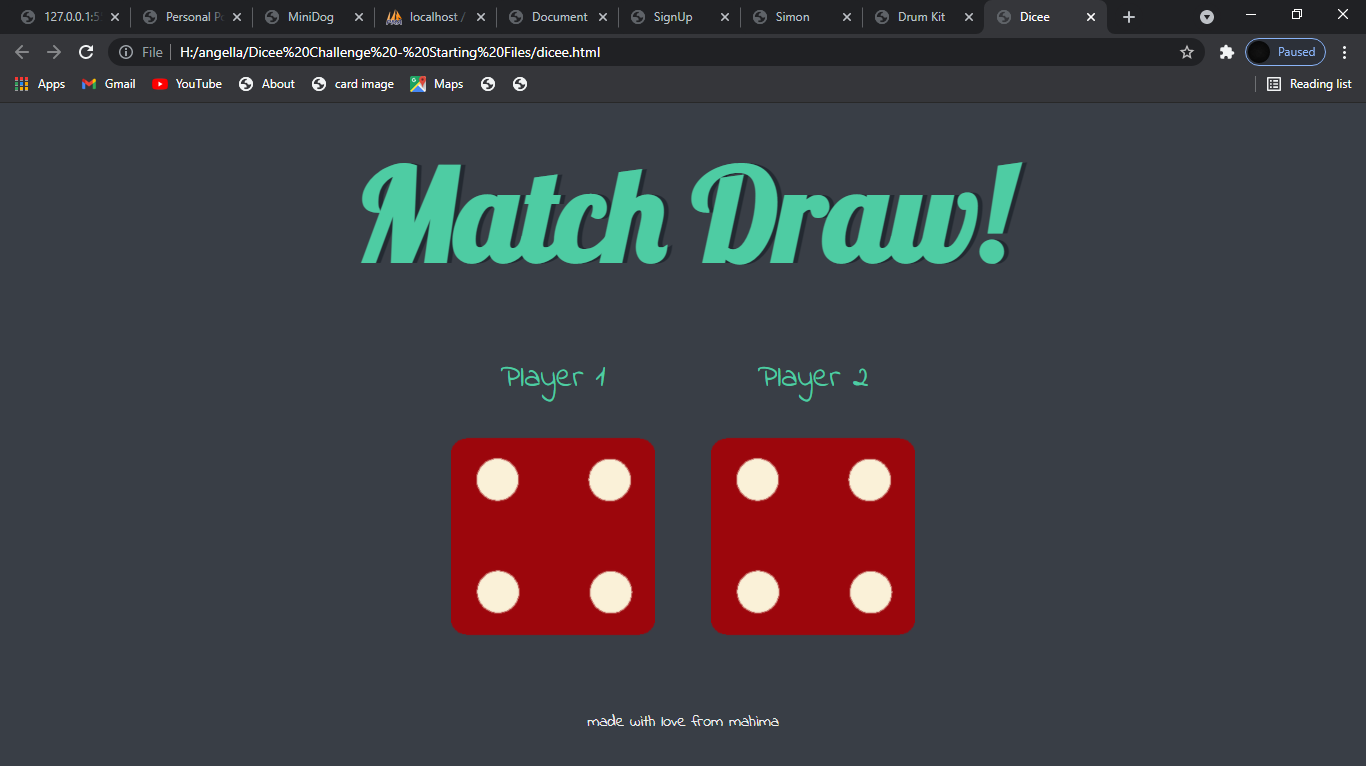 127.0.0.1:5 Personal Po MiniDog localhost / Document SignUp Simon Drum Kit Dicee
File H:/angella/Dicee%20Challenge%20-%20Starting%20Files/dicee.html Paused
Apps Gmail YouTube About card image Maps Reading list
Match Draw!
Player 1 Player 2
made with love from mahima